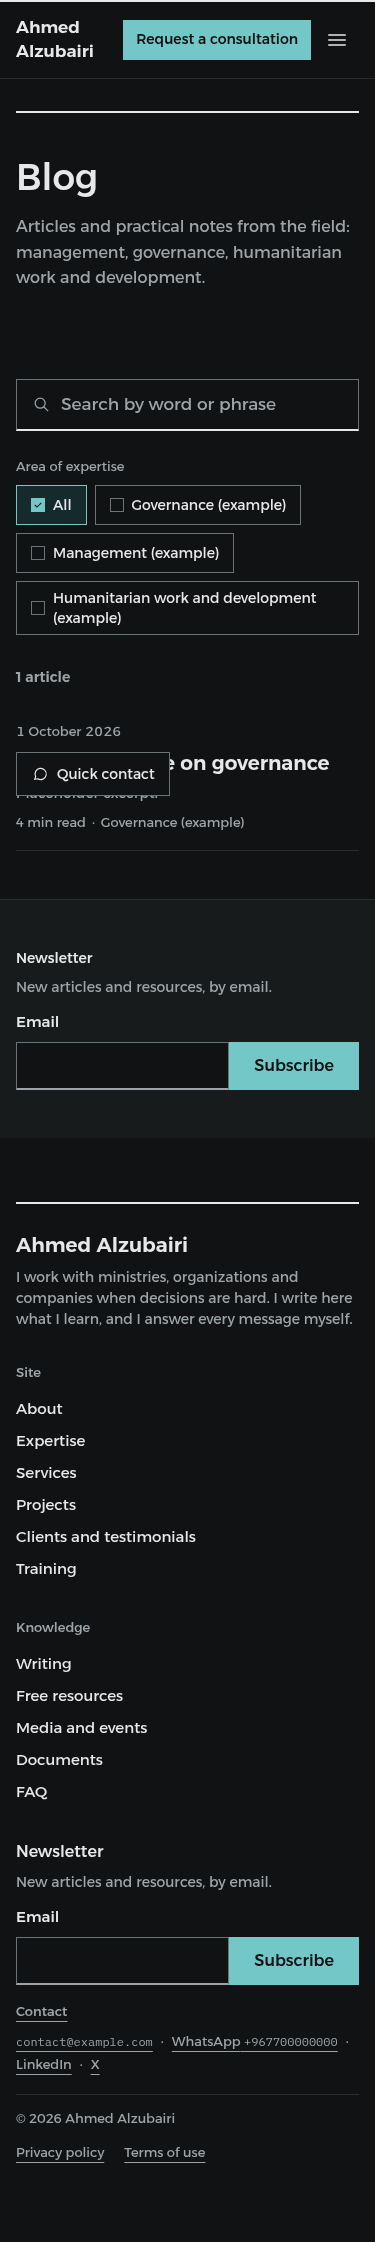 Ahmed
Alzubairi
Request a consultation
Blog
Articles and practical notes from the field:
management, governance, humanitarian
work and development.
Search by word or phrase
Area of expertise
All
Governance (example)
Management (example)
Humanitarian work and development
(example)
1 article
1 October 2026
on governance
Quick contact
4 min read · Governance (example)
Newsletter
New articles and resources, by email.
Email
Subscribe
Ahmed Alzubairi
I work with ministries, organizations and
companies when decisions are hard. I write here
what I learn, and I answer every message myself.
Site
About
Expertise
Services
Projects
Clients and testimonials
Training
Knowledge
Writing
Free resources
Media and events
Documents
FAQ
Newsletter
New articles and resources, by email.
Email
Subscribe
Contact
contact@example.com · WhatsApp +967700000000 ·
LinkedIn · X
© 2026 Ahmed Alzubairi
Privacy policy Terms of use